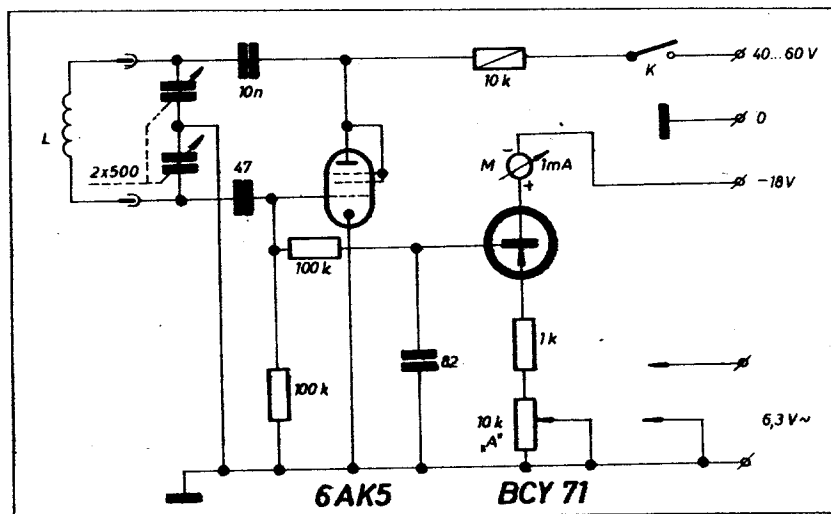 40...60 V
10n
10 k
K
0
L
M
-
1mA
+
-18V
2x500
47
100 k
1k
82
100 k
10 k
„A”
6,3 V~
6AK5
BCY 71